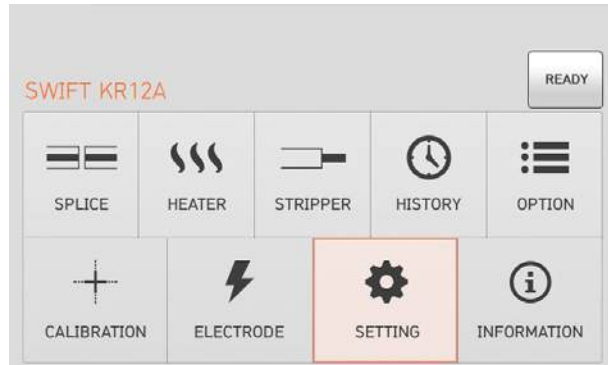 READY
SWIFT KR12A
SPLICE HEATER STRIPPER HISTORY OPTION
CALIBRATION ELECTRODE SETTING INFORMATION